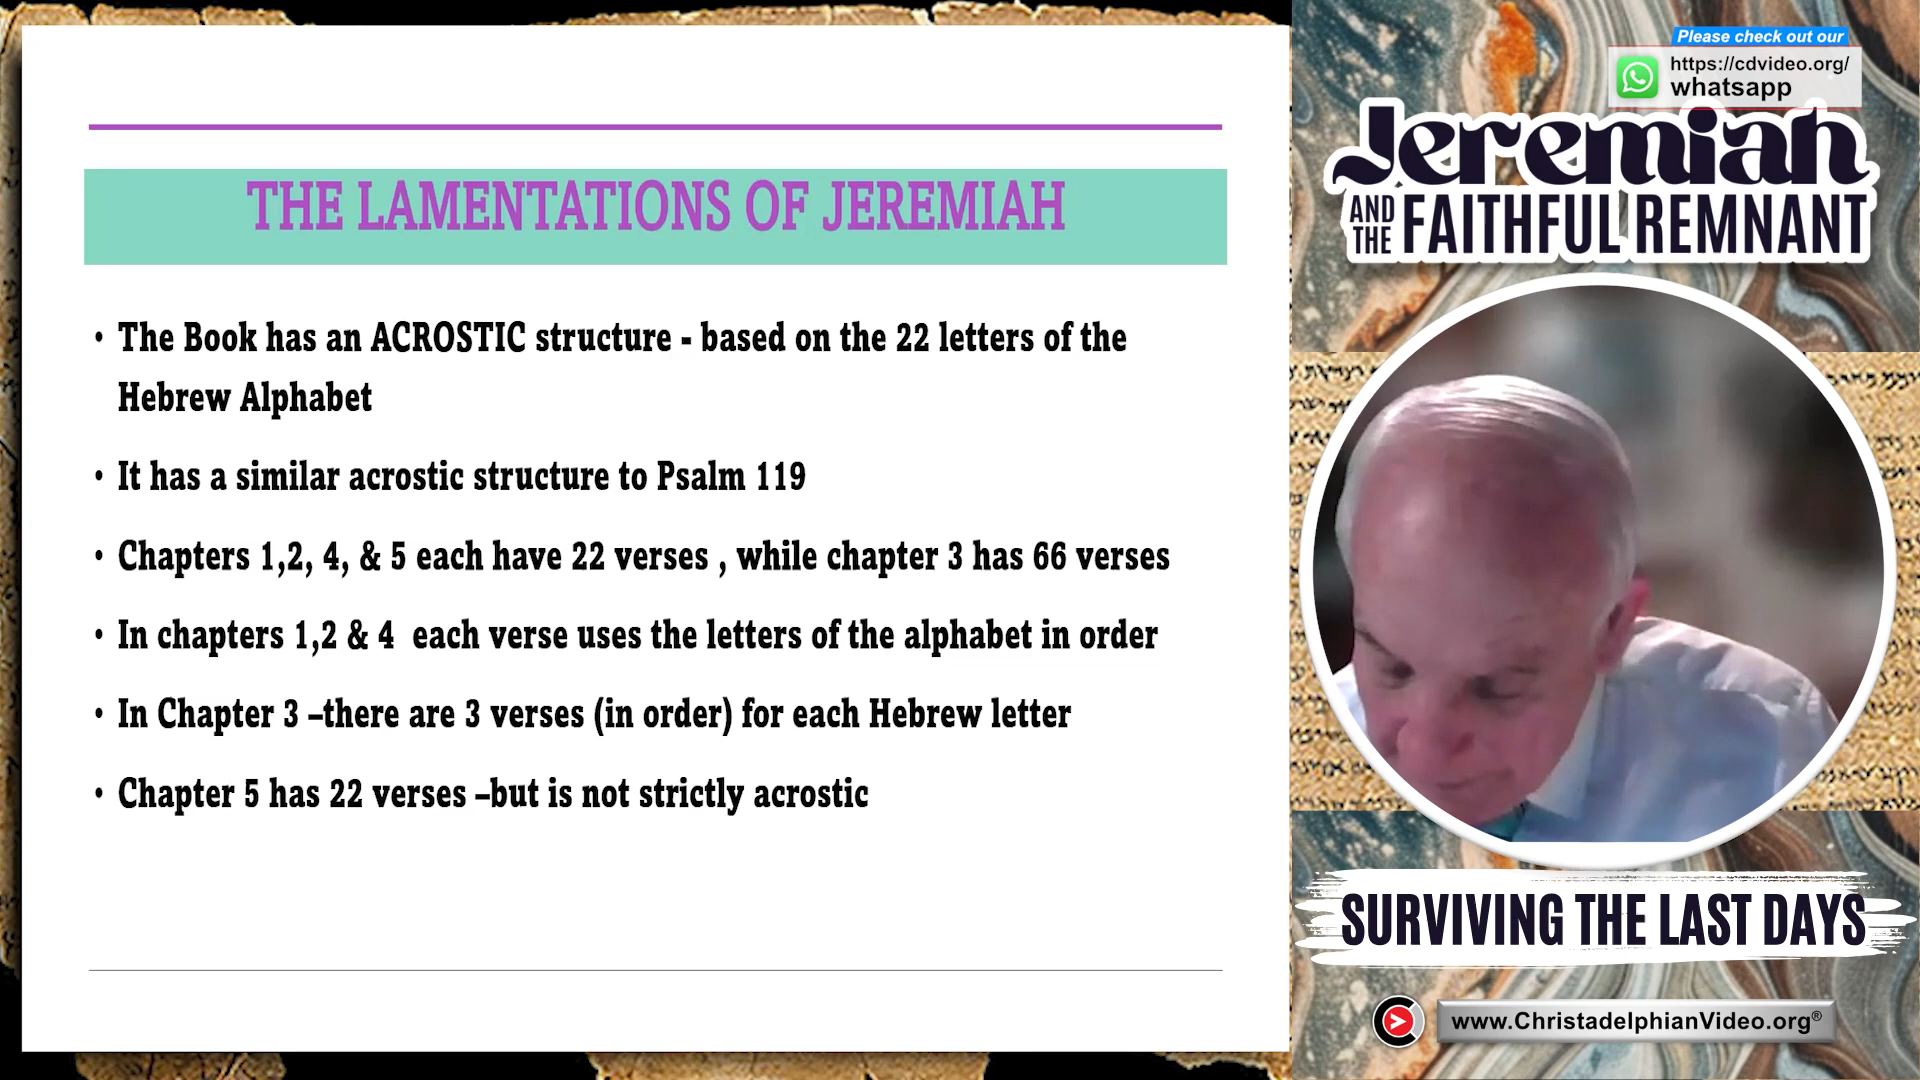 THE LAMENTATIONS OF JEREMIAH
• The Book has an ACROSTIC structure - based on the 22 letters of the
Hebrew Alphabet
• It has a similar acrostic structure to Psalm 119
• Chapters 1,2, 4, & 5 each have 22 verses , while chapter 3 has 66 verses
• In chapters 1,2 & 4 each verse uses the letters of the alphabet in order
• In Chapter 3 –there are 3 verses (in order) for each Hebrew letter
• Chapter 5 has 22 verses –but is not strictly acrostic
Please check out our
https://cdvideo.org/
whatsapp
Jeremiah
AND THE FAITHFUL REMNANT
SURVIVING THE LAST DAYS
www.ChristadelphianVideo.org®